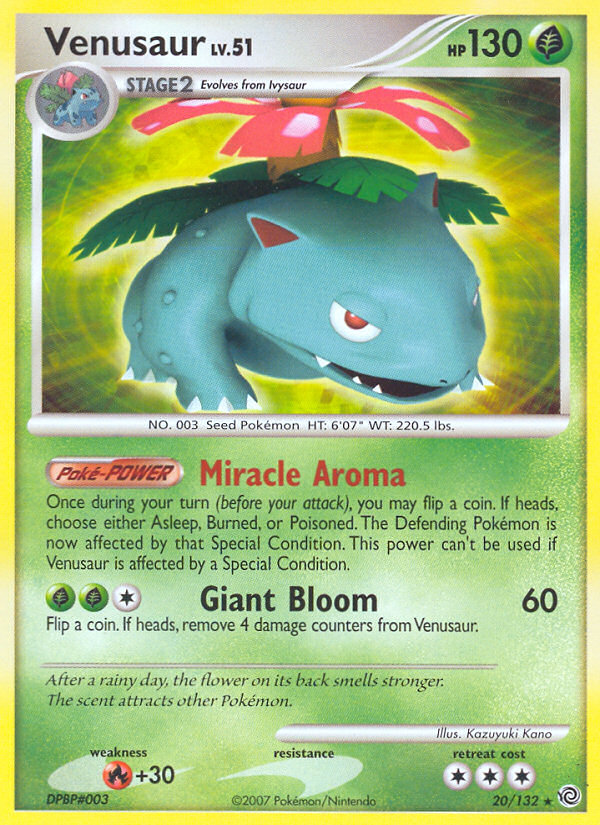 Venusaur LV.51
HP 130
STAGE2 Evolves from Ivysaur
NO. 003 Seed Pokémon HT: 6'07" WT: 220.5 lbs.
Poké-POWER Miracle Aroma
Once during your turn (before your attack), you may flip a coin. If heads,
choose either Asleep, Burned, or Poisoned. The Defending Pokémon is
now affected by that Special Condition. This power can't be used if
Venusaur is affected by a Special Condition.
Giant Bloom 60
Flip a coin. If heads, remove 4 damage counters from Venusaur.
After a rainy day, the flower on its back smells stronger.
The scent attracts other Pokémon.
Illus. Kazuyuki Kano
weakness resistance retreat cost
+30
DPBP#003 ©2007 Pokémon/Nintendo 20/132 ★